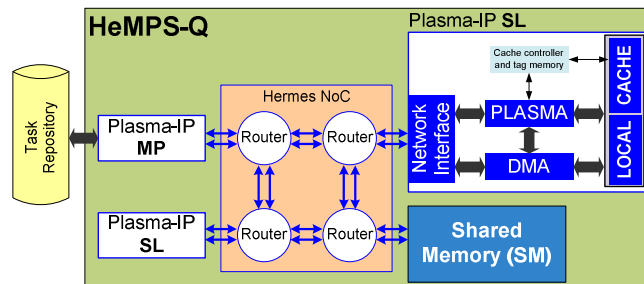 HeMPS-Q
Plasma-IP SL
Cache controller
and tag memory
CACHE
LOCAL
PLASMA
DMA
Network
Interface
Hermes NoC
Task
Repository
Plasma-IP
MP
Router
Router
Plasma-IP
SL
Router
Router
Shared
Memory (SM)